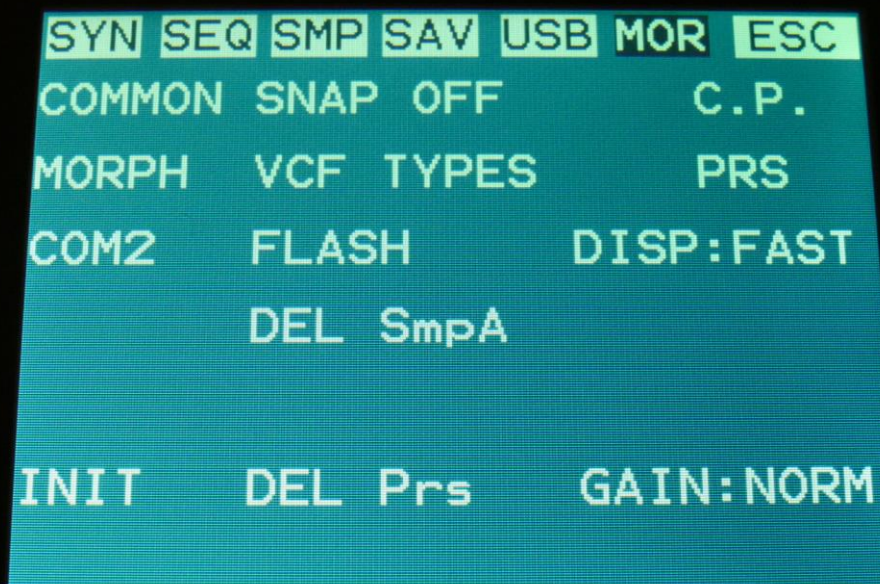 SYN SEQ SMP SAV USB MOR ESC
COMMON SNAP OFF C.P.
MORPH VCF TYPES PRS
COM2 FLASH DISP:FAST
DEL SmpA
INIT DEL Prs GAIN:NORM